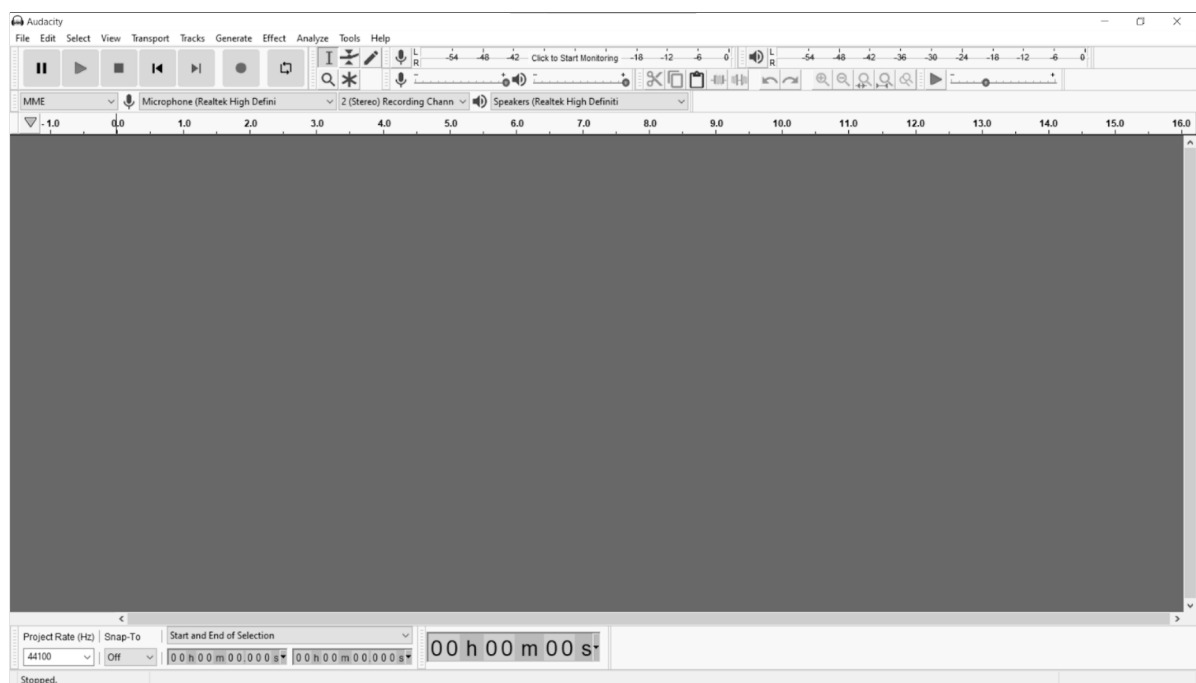 Audacity
File Edit Select View Transport Tracks Generate Effect Analyze Tools Help
L
R
-54 -48 -42 Click to Start Monitoring -18 -12 -6 0
L
R
-54 -48 -42 -36 -30 -24 -18 -12 -6 0
MME Microphone (Realtek High Defini 2 (Stereo) Recording Chann Speakers (Realtek High Definiti
- 1.0 0.0 1.0 2.0 3.0 4.0 5.0 6.0 7.0 8.0 9.0 10.0 11.0 12.0 13.0 14.0 15.0 16.0
Project Rate (Hz) Snap-To Start and End of Selection
44100 Off 00 h 00 m 00.000 s 00 h 00 m 00.000 s
00 h 00 m 00 s
Stopped.